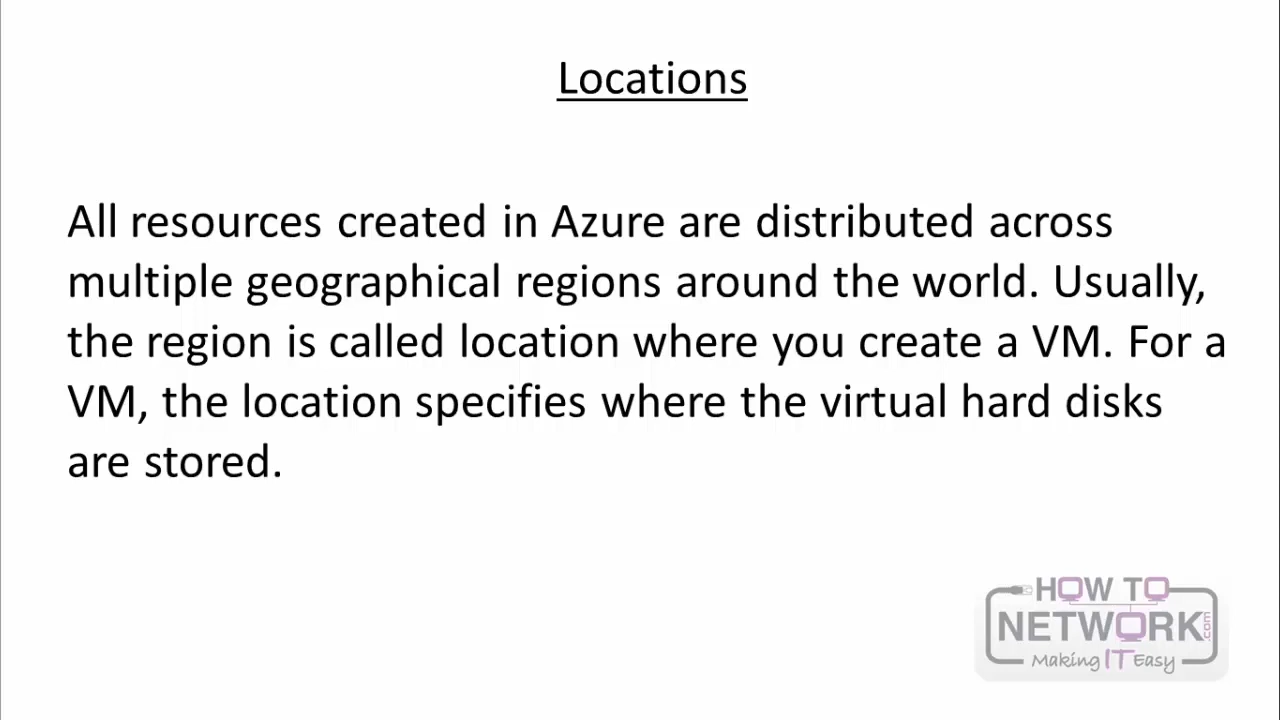 Locations
All resources created in Azure are distributed across
multiple geographical regions around the world. Usually,
the region is called location where you create a VM. For a
VM, the location specifies where the virtual hard disks
are stored.
HOW TO
NETWORK.com
Making IT Easy